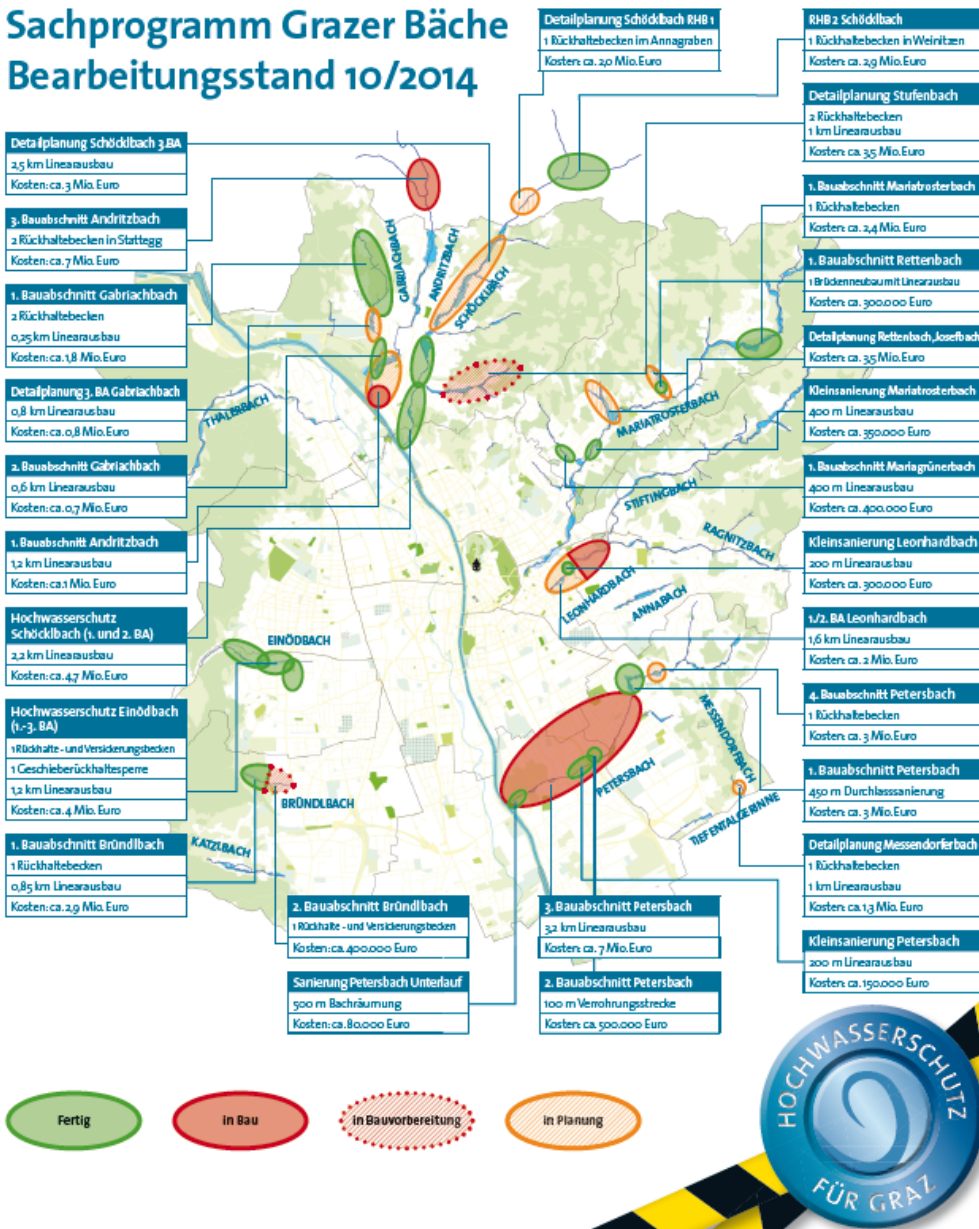 Sachprogramm Grazer Bäche
Bearbeitungsstand 10/2014
Detailplanung Schöcklbach RHB 1
1 Rückhaltebecken im Annagraben
Kosten: ca. 2,0 Mio. Euro
RHB 2 Schöcklbach
1 Rückhaltebecken in Weinitzen
Kosten: ca. 2,9 Mio. Euro
Detailplanung Stufenbach
2 Rückhaltebecken
1 km Linearausbau
Kosten: ca. 3,5 Mio. Euro
1. Bauabschnitt Mariatrosterbach
1 Rückhaltebecken
Kosten: ca. 2,4 Mio. Euro
1. Bauabschnitt Rettenbach
1 Brückenneubau mit Linearausbau
Kosten: ca. 300.000 Euro
Detailplanung Rettenbach, Josefbach
Kosten: ca. 3,5 Mio. Euro
Kleinsanierung Mariatrosterbach
400 m Linearausbau
Kosten: ca. 350.000 Euro
1. Bauabschnitt Mariagrünerbach
400 m Linearausbau
Kosten: ca. 400.000 Euro
Kleinsanierung Leonhardbach
200 m Linearausbau
Kosten: ca. 300.000 Euro
1./2. BA Leonhardbach
1,6 km Linearausbau
Kosten: ca. 2 Mio. Euro
4. Bauabschnitt Petersbach
1 Rückhaltebecken
Kosten: ca. 3 Mio. Euro
1. Bauabschnitt Petersbach
450 m Durchlasssanierung
Kosten: ca. 3 Mio. Euro
Detailplanung Messendorferbach
1 Rückhaltebecken
1 km Linearausbau
Kosten: ca. 1,3 Mio. Euro
Kleinsanierung Petersbach
200 m Linearausbau
Kosten: ca. 150.000 Euro
Detailplanung Schöcklbach 3.BA
2,5 km Linearausbau
Kosten: ca. 3 Mio. Euro
3. Bauabschnitt Andritzbach
2 Rückhaltebecken in Stattegg
Kosten: ca. 7 Mio. Euro
1. Bauabschnitt Gabriachbach
2 Rückhaltebecken
0,25 km Linearausbau
Kosten: ca. 1,8 Mio. Euro
Detailplanung 3. BA Gabriachbach
0,8 km Linearausbau
Kosten: ca. 0,8 Mio. Euro
2. Bauabschnitt Gabriachbach
0,6 km Linearausbau
Kosten: ca. 0,7 Mio. Euro
1. Bauabschnitt Andritzbach
1,2 km Linearausbau
Kosten: ca.1 Mio. Euro
Hochwasserschutz
Schöcklbach (1. und 2. BA)
2,2 km Linearausbau
Kosten: ca. 4,7 Mio. Euro
Hochwasserschutz Einödbach
(1.-3. BA)
1 Rückhalte - und Versickerungsbecken
1 Geschieberückhaltesperre
1,2 km Linearausbau
Kosten: ca. 4 Mio. Euro
1. Bauabschnitt Bründlbach
1 Rückhaltebecken
0,85 km Linearausbau
Kosten: ca. 2,9 Mio. Euro
2. Bauabschnitt Bründlbach
1 Rückhalte - und Versickerungsbecken
Kosten: ca. 400.000 Euro
Sanierung Petersbach Unterlauf
500 m Bachräumung
Kosten: ca. 80.000 Euro
3. Bauabschnitt Petersbach
3,2 km Linearausbau
Kosten: ca. 7 Mio. Euro
2. Bauabschnitt Petersbach
100 m Verrohrungsstrecke
Kosten: ca. 500.000 Euro
GABRIACHBACH
ANDRITZBACH
SCHÖCKLBACH
THALERBACH
MARIATROSTERBACH
STIFTINGBACH
RAGNITZBACH
LEONHARDBACH
ANNABACH
EINÖDBACH
MESSENDORFBACH
PETERSBACH
TIEFENTALGERINNE
BRÜNDLBACH
KATZLBACH
Fertig
in Bau
in Bauvorbereitung
in Planung
HOCHWASSERSCHUTZ
FÜR GRAZ